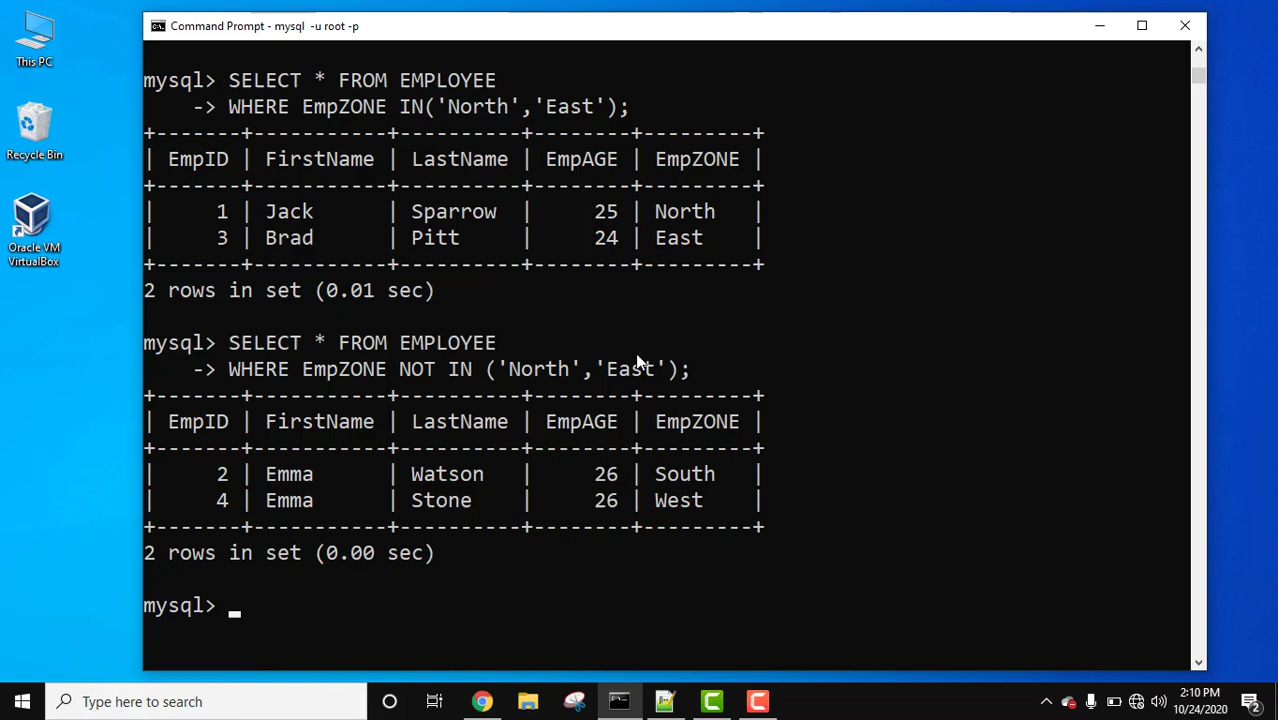 This PC
Recycle Bin
Oracle VM
VirtualBox
Command Prompt - mysql  -u root -p
mysql> SELECT * FROM EMPLOYEE
    -> WHERE EmpZONE IN('North','East');
+-------+-----------+----------+--------+---------+
| EmpID | FirstName | LastName | EmpAGE | EmpZONE |
+-------+-----------+----------+--------+---------+
|     1 | Jack      | Sparrow  |     25 | North   |
|     3 | Brad      | Pitt     |     24 | East    |
+-------+-----------+----------+--------+---------+
2 rows in set (0.01 sec)
mysql> SELECT * FROM EMPLOYEE
    -> WHERE EmpZONE NOT IN ('North','East');
+-------+-----------+----------+--------+---------+
| EmpID | FirstName | LastName | EmpAGE | EmpZONE |
+-------+-----------+----------+--------+---------+
|     2 | Emma      | Watson   |     26 | South   |
|     4 | Emma      | Stone    |     26 | West    |
+-------+-----------+----------+--------+---------+
2 rows in set (0.00 sec)
mysql>
Type here to search
2:10 PM
10/24/2020
2